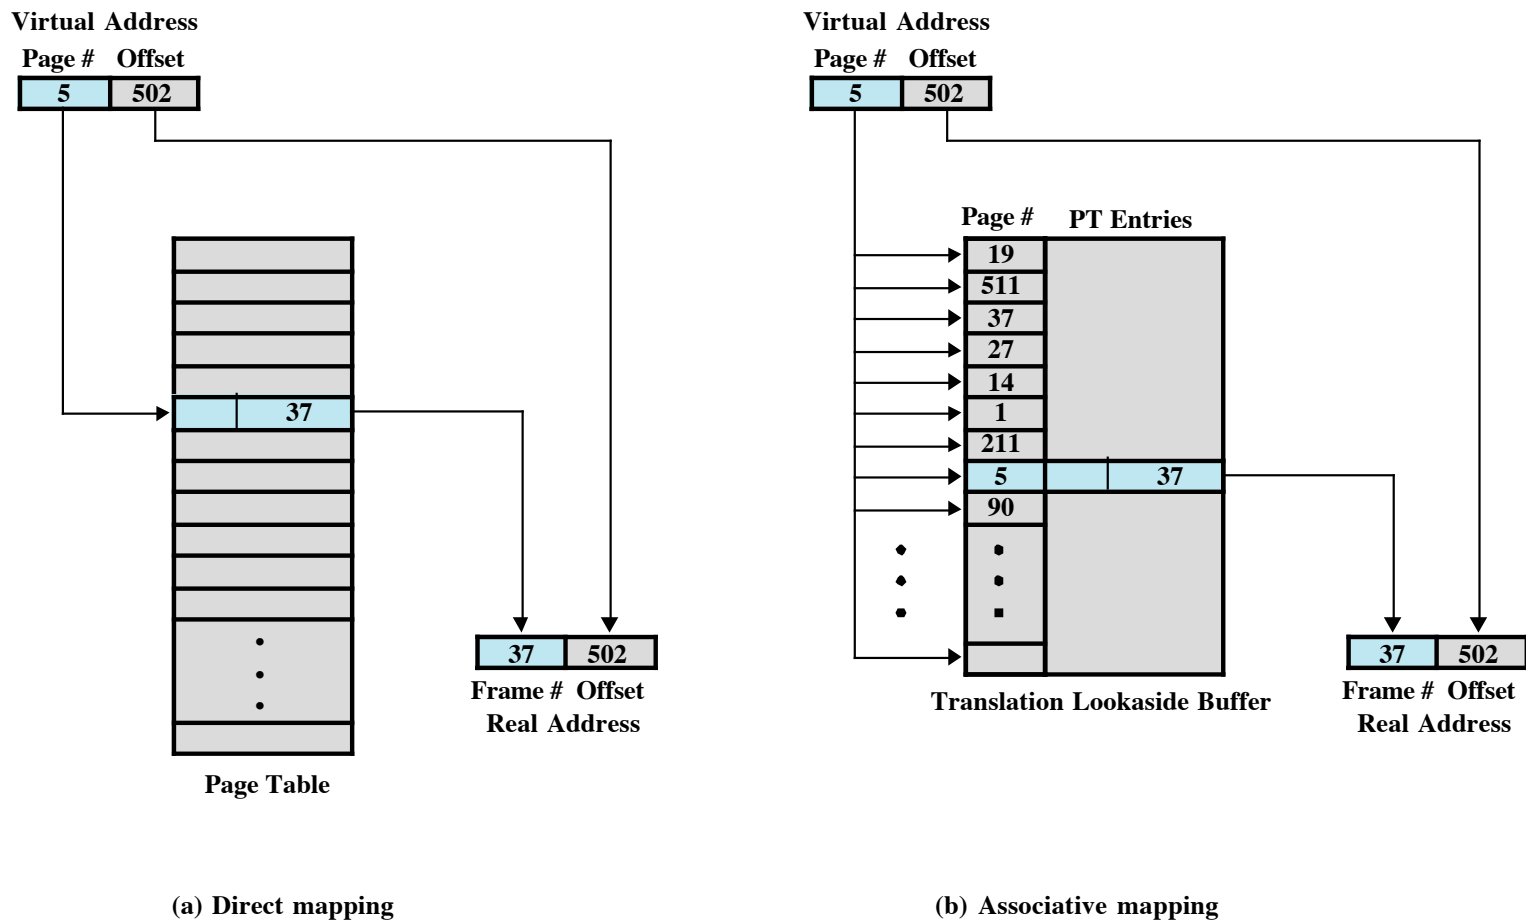 Virtual Address
Page # Offset
5 502
37
37 502
Frame # Offset
Real Address
Page Table
(a) Direct mapping
Virtual Address
Page # Offset
5 502
Page # PT Entries
19
511
37
27
14
1
211
5 37
90
37 502
Frame # Offset
Real Address
Translation Lookaside Buffer
(b) Associative mapping